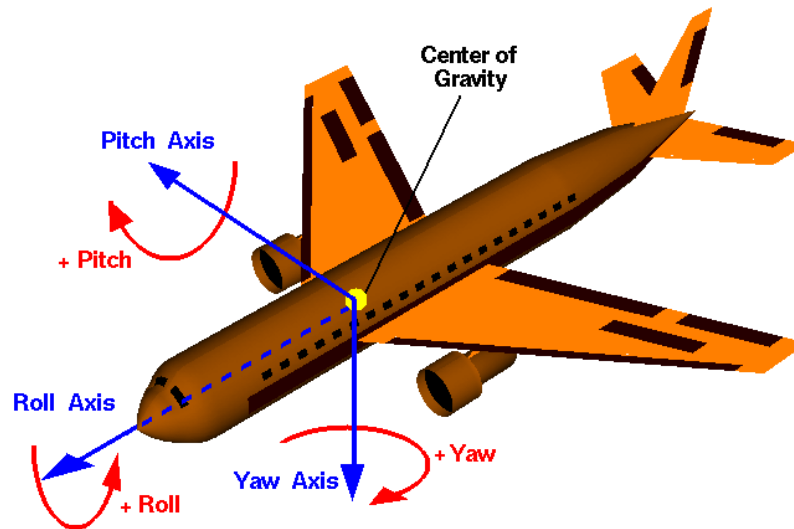 Center of
Gravity
Pitch Axis
+ Pitch
Roll Axis
+ Roll
Yaw Axis
+ Yaw